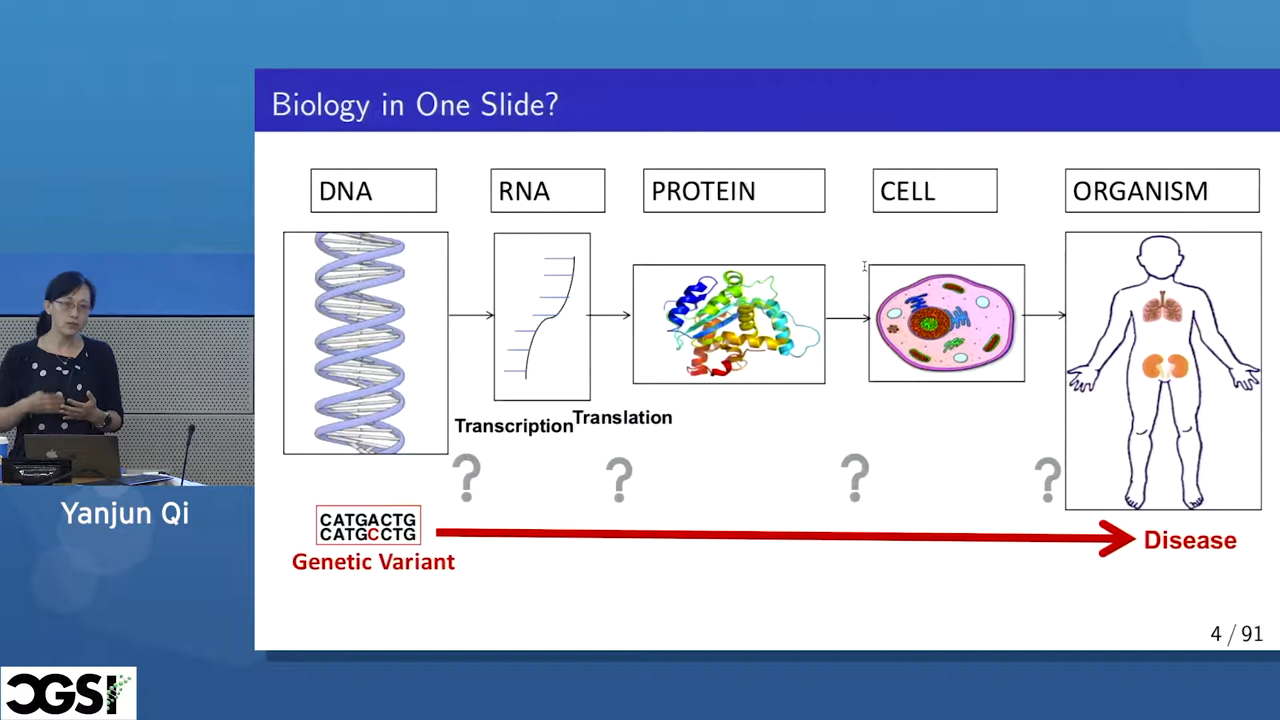 Biology in One Slide?
DNA
RNA
PROTEIN
CELL
ORGANISM
Transcription
Translation
? ? ? ?
CATGACTG
CATGCCTG
Genetic Variant
Disease
4 / 91
Yanjun Qi
CGSI